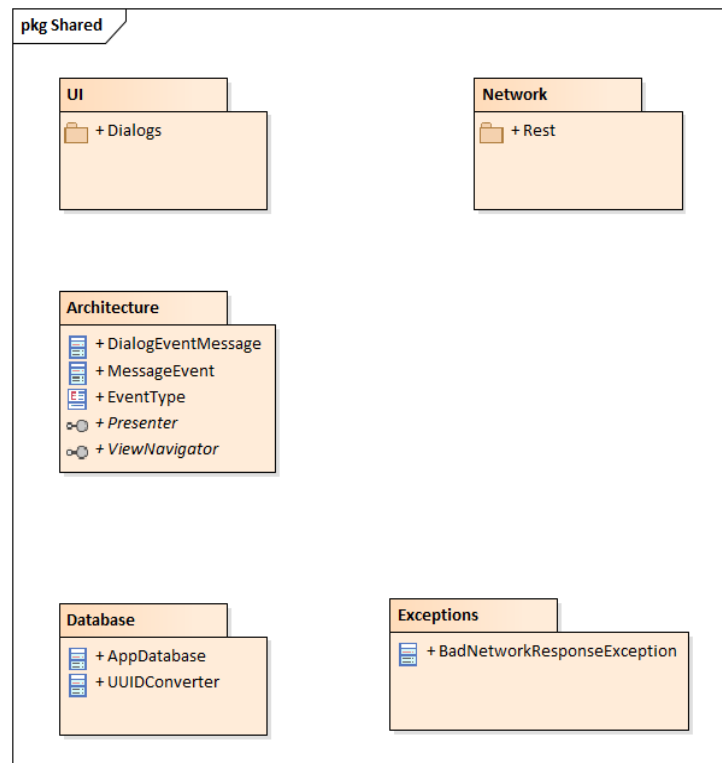 pkg Shared
UI
+ Dialogs
Network
+ Rest
Architecture
+ DialogEventMessage
+ MessageEvent
E
+ EventType
+ Presenter
+ ViewNavigator
Database
+ AppDatabase
+ UUIDConverter
Exceptions
+ BadNetworkResponseException